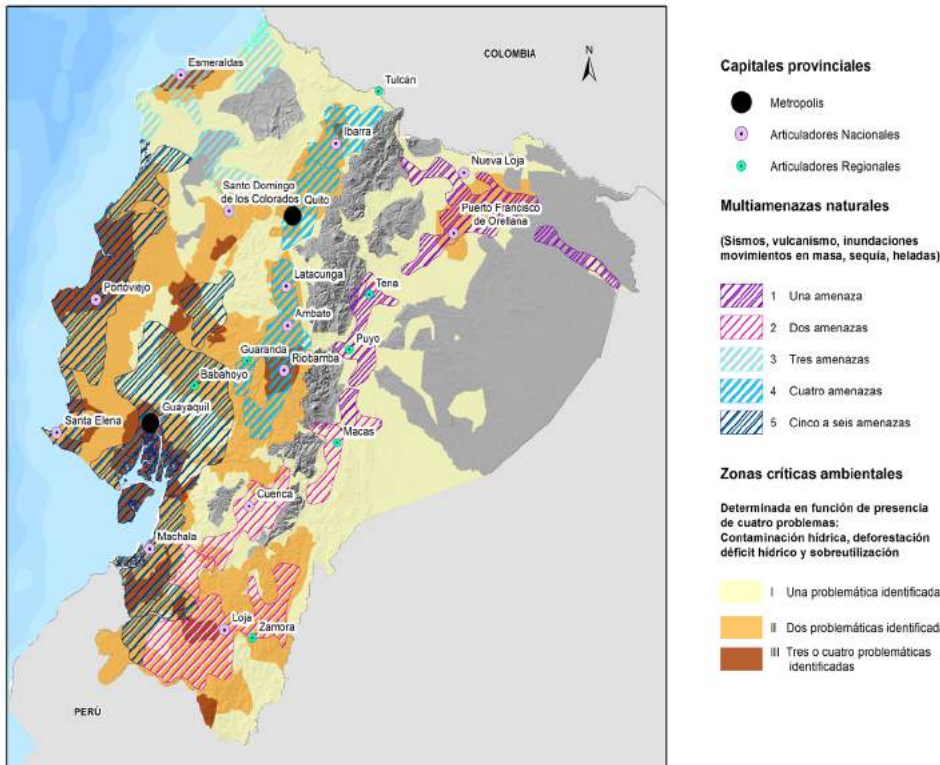 COLOMBIA
N
Esmeraldas
Tulcán
Ibarra
Nueva Loja
Santo Domingo
de los Colorados
Quito
Puerto Francisco
de Orellana
Latacunga
Tena
Portoviejo
Ambato
Puyo
Guaranda
Riobamba
Babahoyo
Guayaquil
Santa Elena
Macas
Cuenca
Machala
Loja
Zamora
PERÚ
Capitales provinciales
Metropolis
Articuladores Nacionales
Articuladores Regionales
Multiamenazas naturales
(Sismos, vulcanismo, inundaciones
movimientos en masa, sequía, heladas)
1 Una amenaza
2 Dos amenazas
3 Tres amenazas
4 Cuatro amenazas
5 Cinco a seis amenazas
Zonas críticas ambientales
Determinada en función de presencia
de cuatro problemas:
Contaminación hídrica, deforestación
déficit hídrico y sobreutilización
I Una problemática identificada
II Dos problemáticas identificad
III Tres o cuatro problemáticas
identificadas